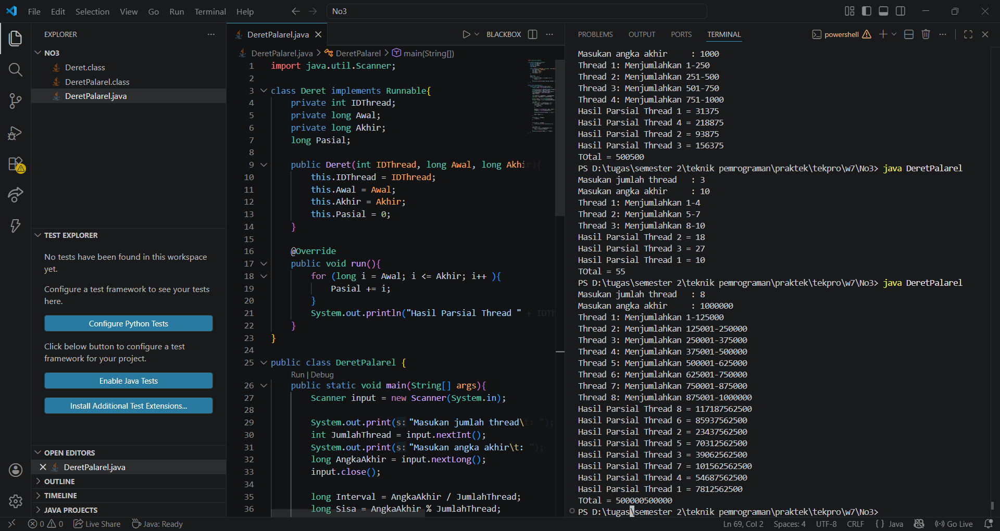 File Edit Selection View Go Run Terminal Help
No3
EXPLORER
NO3
Deret.class
DeretPalarel.class
DeretPalarel.java
TEST EXPLORER
No tests have been found in this workspace
yet.
Configure a test framework to see your tests
here.
Configure Python Tests
Click below button to configure a test
framework for your project.
Enable Java Tests
Install Additional Test Extensions...
OPEN EDITORS
DeretPalarel.java
OUTLINE
TIMELINE
JAVA PROJECTS
DeretPalarel.java
BLACKBOX
DeretPalarel.java > DeretPalarel > main(String[])
1 import java.util.Scanner;
2
3 class Deret implements Runnable{
4 private int IDThread;
5 private long Awal;
6 private long Akhir;
7 long Pasial;
8
9 public Deret(int IDThread, long Awal, long Akhir){
10 this.IDThread = IDThread;
11 this.Awal = Awal;
12 this.Akhir = Akhir;
13 this.Pasial = 0;
14 }
15
16 @Override
17 public void run(){
18 for (long i = Awal; i <= Akhir; i++ ){
19 Pasial += i;
20 }
21 System.out.println("Hasil Parsial Thread " + IDTh
22 }
23 }
24
25 public class DeretPalarel {
Run | Debug
26 public static void main(String[] args){
27 Scanner input = new Scanner(System.in);
28
29 System.out.print(s:"Masukan jumlah thread\t: ");
30 int JumlahThread = input.nextInt();
31 System.out.print(s:"Masukan angka akhir\t: ");
32 long AngkaAkhir = input.nextLong();
33 input.close();
34
35 long Interval = AngkaAkhir / JumlahThread;
36 long Sisa = AngkaAkhir % JumlahThread;
PROBLEMS OUTPUT PORTS TERMINAL
powershell
Masukan angka akhir : 1000
Thread 1: Menjumlahkan 1-250
Thread 2: Menjumlahkan 251-500
Thread 3: Menjumlahkan 501-750
Thread 4: Menjumlahkan 751-1000
Hasil Parsial Thread 1 = 31375
Hasil Parsial Thread 4 = 218875
Hasil Parsial Thread 2 = 93875
Hasil Parsial Thread 3 = 156375
TOtal = 500500
PS D:\tugas\semester 2\teknik pemrograman\praktek\tekpro\w7\No3> java DeretPalarel
Masukan jumlah thread : 3
Masukan angka akhir : 10
Thread 1: Menjumlahkan 1-4
Thread 2: Menjumlahkan 5-7
Thread 3: Menjumlahkan 8-10
Hasil Parsial Thread 2 = 18
Hasil Parsial Thread 3 = 27
Hasil Parsial Thread 1 = 10
TOtal = 55
PS D:\tugas\semester 2\teknik pemrograman\praktek\tekpro\w7\No3> java DeretPalarel
Masukan jumlah thread : 8
Masukan angka akhir : 1000000
Thread 1: Menjumlahkan 1-125000
Thread 2: Menjumlahkan 125001-250000
Thread 3: Menjumlahkan 250001-375000
Thread 4: Menjumlahkan 375001-500000
Thread 5: Menjumlahkan 500001-625000
Thread 6: Menjumlahkan 625001-750000
Thread 7: Menjumlahkan 750001-875000
Thread 8: Menjumlahkan 875001-1000000
Hasil Parsial Thread 8 = 117187562500
Hasil Parsial Thread 6 = 85937562500
Hasil Parsial Thread 2 = 23437562500
Hasil Parsial Thread 5 = 70312562500
Hasil Parsial Thread 3 = 39062562500
Hasil Parsial Thread 7 = 101562562500
Hasil Parsial Thread 4 = 54687562500
Hasil Parsial Thread 1 = 7812562500
TOtal = 500000500000
PS D:\tugas\semester 2\teknik pemrograman\praktek\tekpro\w7\No3>
0 0 Live Share Java: Ready
Ln 69, Col 2 Spaces: 4 UTF-8 CRLF {} Java Go Live